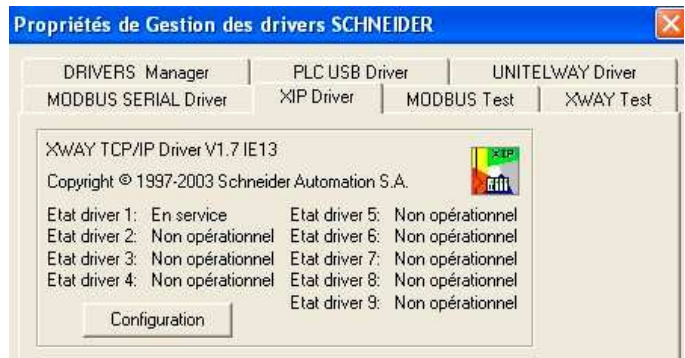 Propriétés de Gestion des drivers SCHNEIDER
DRIVERS Manager
PLC USB Driver
UNITELWAY Driver
MODBUS SERIAL Driver
XIP Driver
MODBUS Test
XWAY Test
XWAY TCP/IP Driver V1.7 IE13
XIP
Copyright © 1997-2003 Schneider Automation S.A.
Etat driver 1: En service
Etat driver 2: Non opérationnel
Etat driver 3: Non opérationnel
Etat driver 4: Non opérationnel
Etat driver 5: Non opérationnel
Etat driver 6: Non opérationnel
Etat driver 7: Non opérationnel
Etat driver 8: Non opérationnel
Etat driver 9: Non opérationnel
Configuration